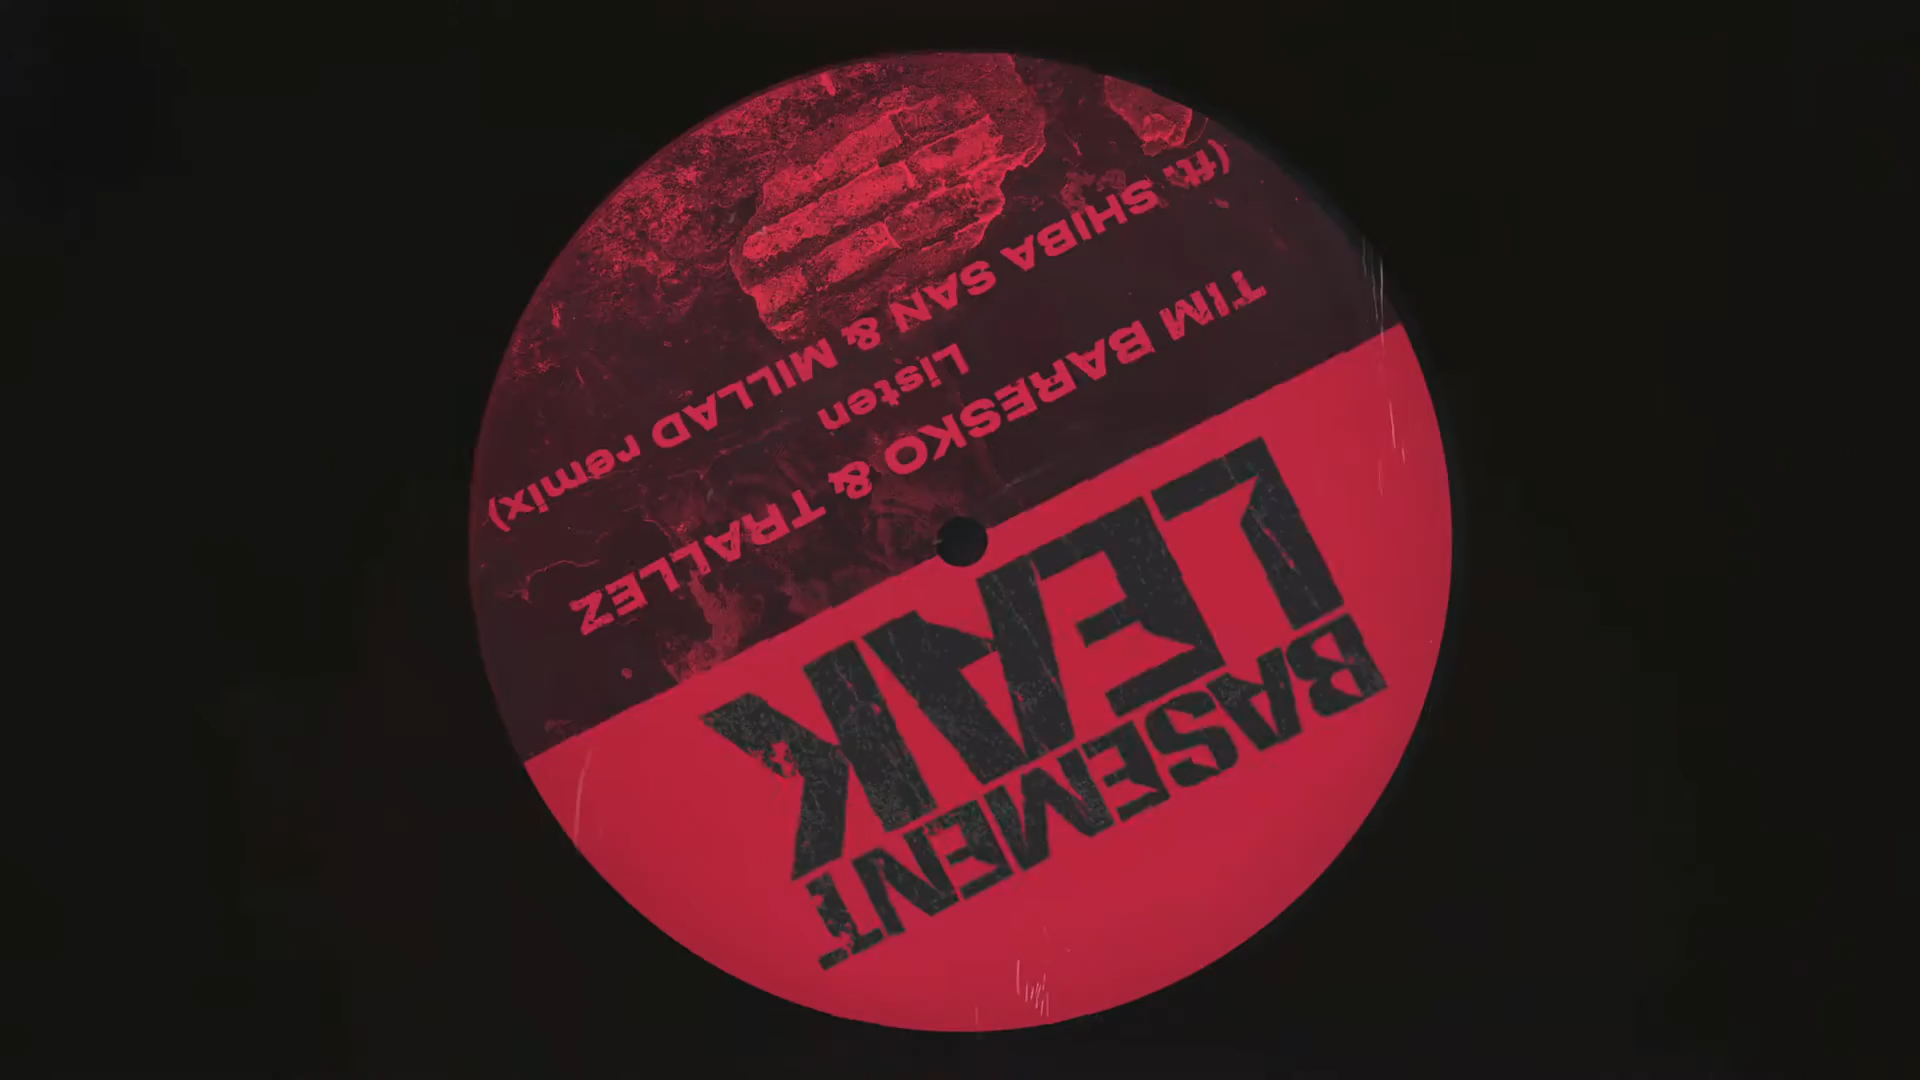 BASEMENT
LEAK
TIM BARESKO & TRALLEZ
Listen
(ft. SHIBA SAN & MILLAD remix)